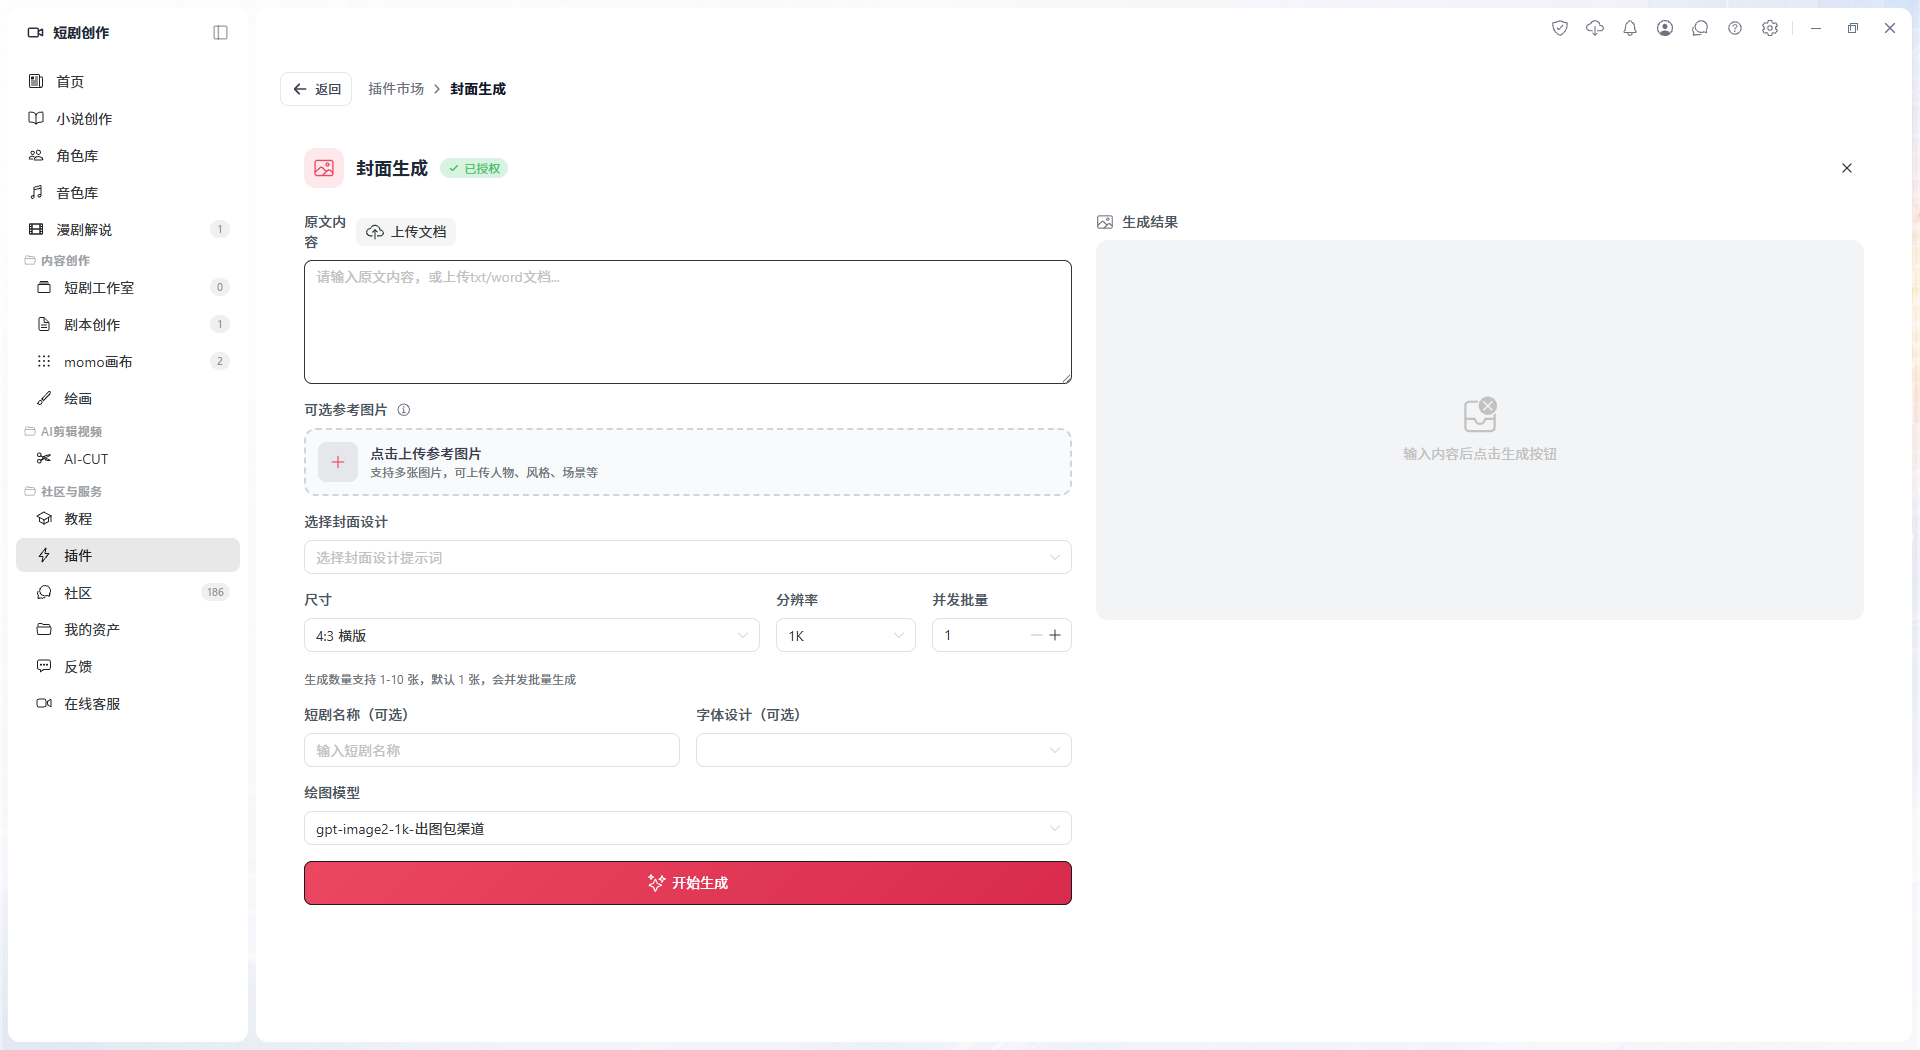 短剧创作
首页
小说创作
角色库
音色库
漫剧解说 1
内容创作
短剧工作室 0
剧本创作 1
momo画布 2
绘画
AI剪辑视频
AI-CUT
社区与服务
教程
插件
社区 186
我的资产
反馈
在线客服
返回 插件市场 > 封面生成
封面生成 已授权
原文内
容
上传文档
请输入原文内容，或上传txt/word文档...
可选参考图片
点击上传参考图片
支持多张图片，可上传人物、风格、场景等
选择封面设计
选择封面设计提示词
尺寸 分辨率 并发批量
4:3 横版 1K 1
生成数量支持 1-10 张，默认 1 张，会并发批量生成
短剧名称（可选） 字体设计（可选）
输入短剧名称
绘图模型
gpt-image2-1k-出图包渠道
开始生成
生成结果
输入内容后点击生成按钮